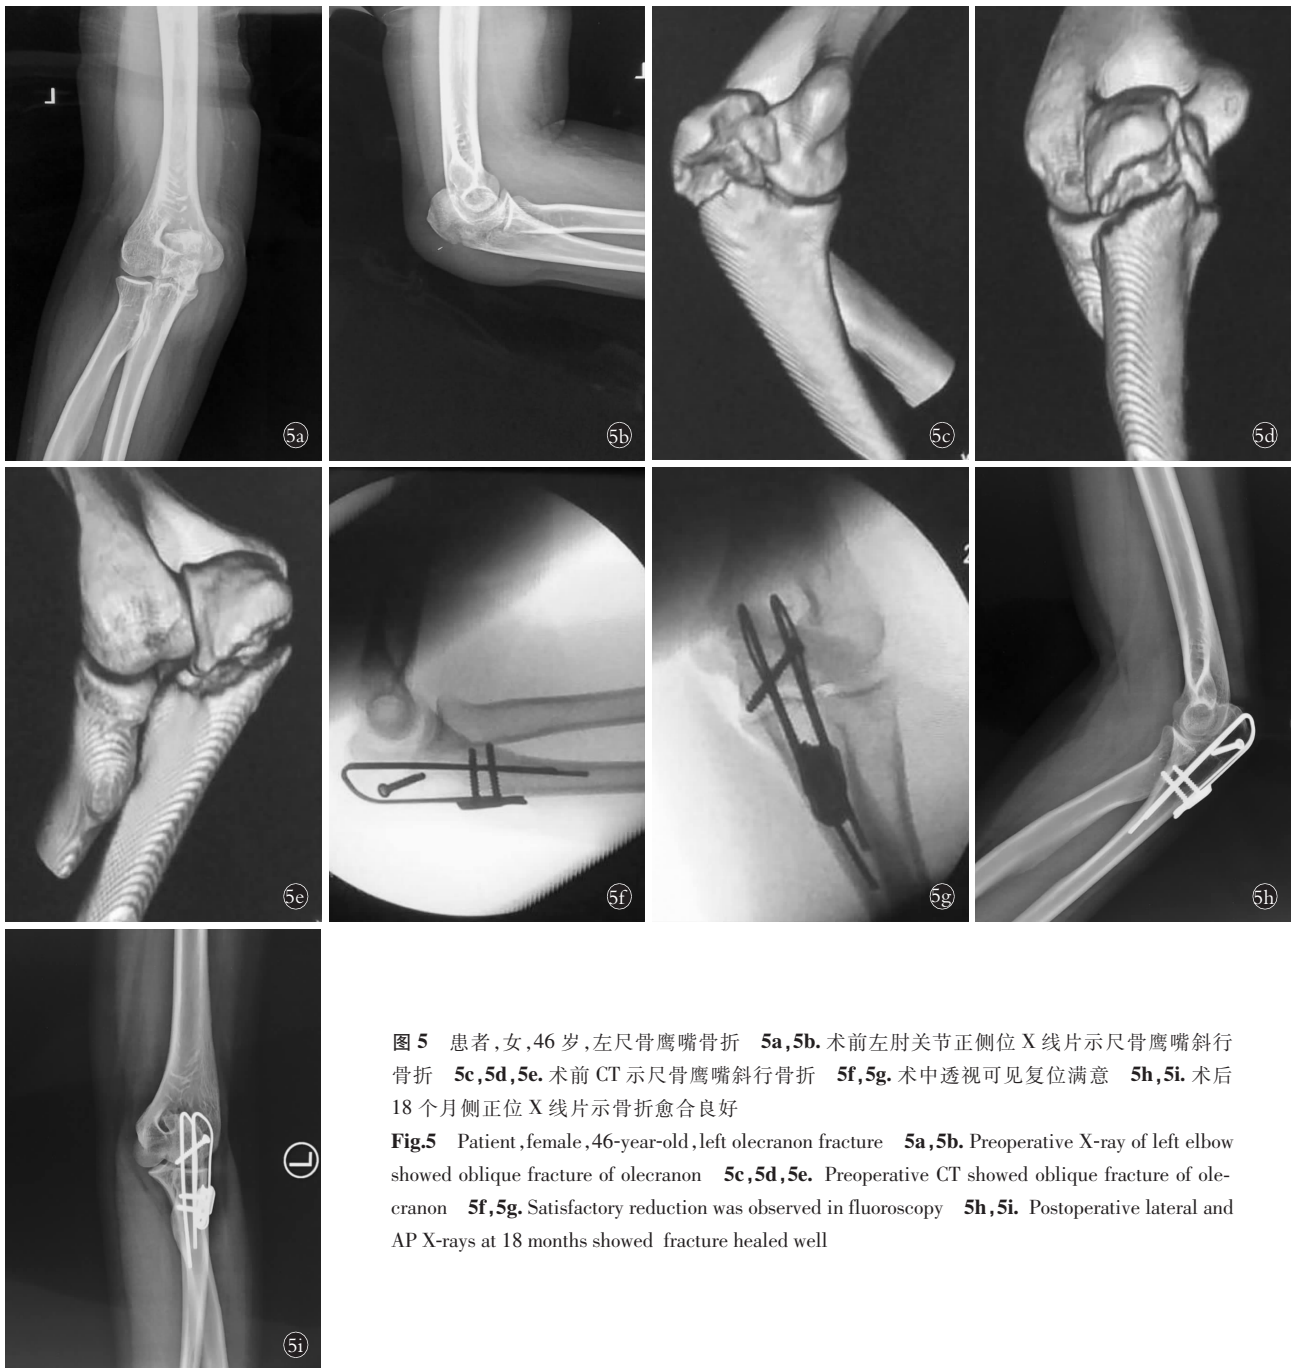 5a
5b
5c
5d
5e
5f
5g
5h
L
5i
图 5 患者,女,46 岁,左尺骨鹰嘴骨折 5a,5b. 术前左肘关节正侧位 X 线片示尺骨鹰嘴斜行
骨折 5c,5d,5e. 术前 CT 示尺骨鹰嘴斜行骨折 5f,5g. 术中透视可见复位满意 5h,5i. 术后
18 个月侧正位 X 线片示骨折愈合良好
Fig.5 Patient,female,46-year-old,left olecranon fracture 5a,5b. Preoperative X-ray of left elbow
showed oblique fracture of olecranon 5c,5d,5e. Preoperative CT showed oblique fracture of ole-
cranon 5f,5g. Satisfactory reduction was observed in fluoroscopy 5h,5i. Postoperative lateral and
AP X-rays at 18 months showed fracture healed well